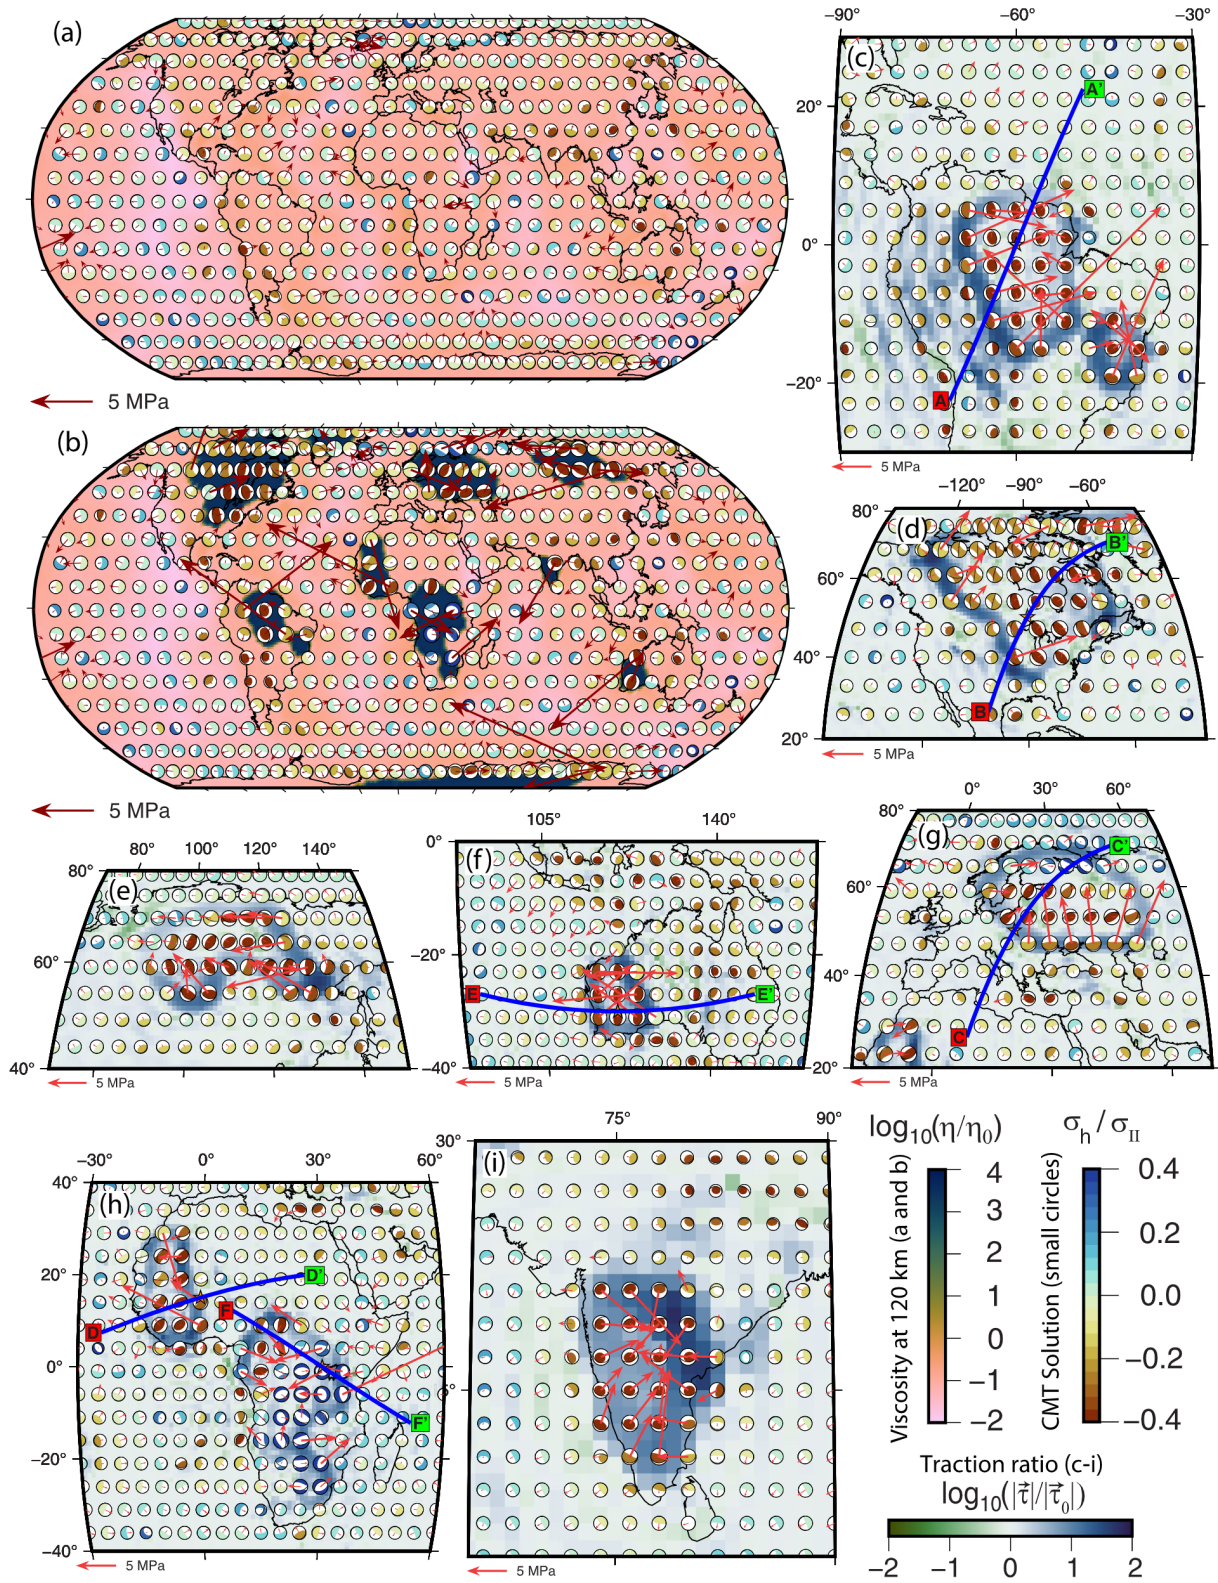 (a)
5 MPa
(b)
5 MPa
−90° −60° −30°
(c)
A'
20°
0°
−20°
A
5 MPa
−120° −90° −60°
80°
(d)
B'
60°
40°
B
20°
5 MPa
80 100 120 140
80°
(e)
60°
40°
5 MPa
105 140°
0°
(f)
−20°
E E'
−40°
5 MPa
0° 30° 60°
80°
(g)
C'
60°
40°
C
20°
5 MPa
−30° 0° 30° 60°
40°
(h)
20°
D'
D F
0°
F'
−20°
−40°
5 MPa
75° 90°
30°
(i)
5 MPa
log10(η/η0)
Viscosity at 120 km (a and b)
4
3
2
1
0
−1
−2
σh / σII
CMT Solution (small circles)
0.4
0.2
0.0
−0.2
−0.4
Traction ratio (c-i)
log10(|τ⃗|/|τ⃗0|)
−2 −1 0 1 2